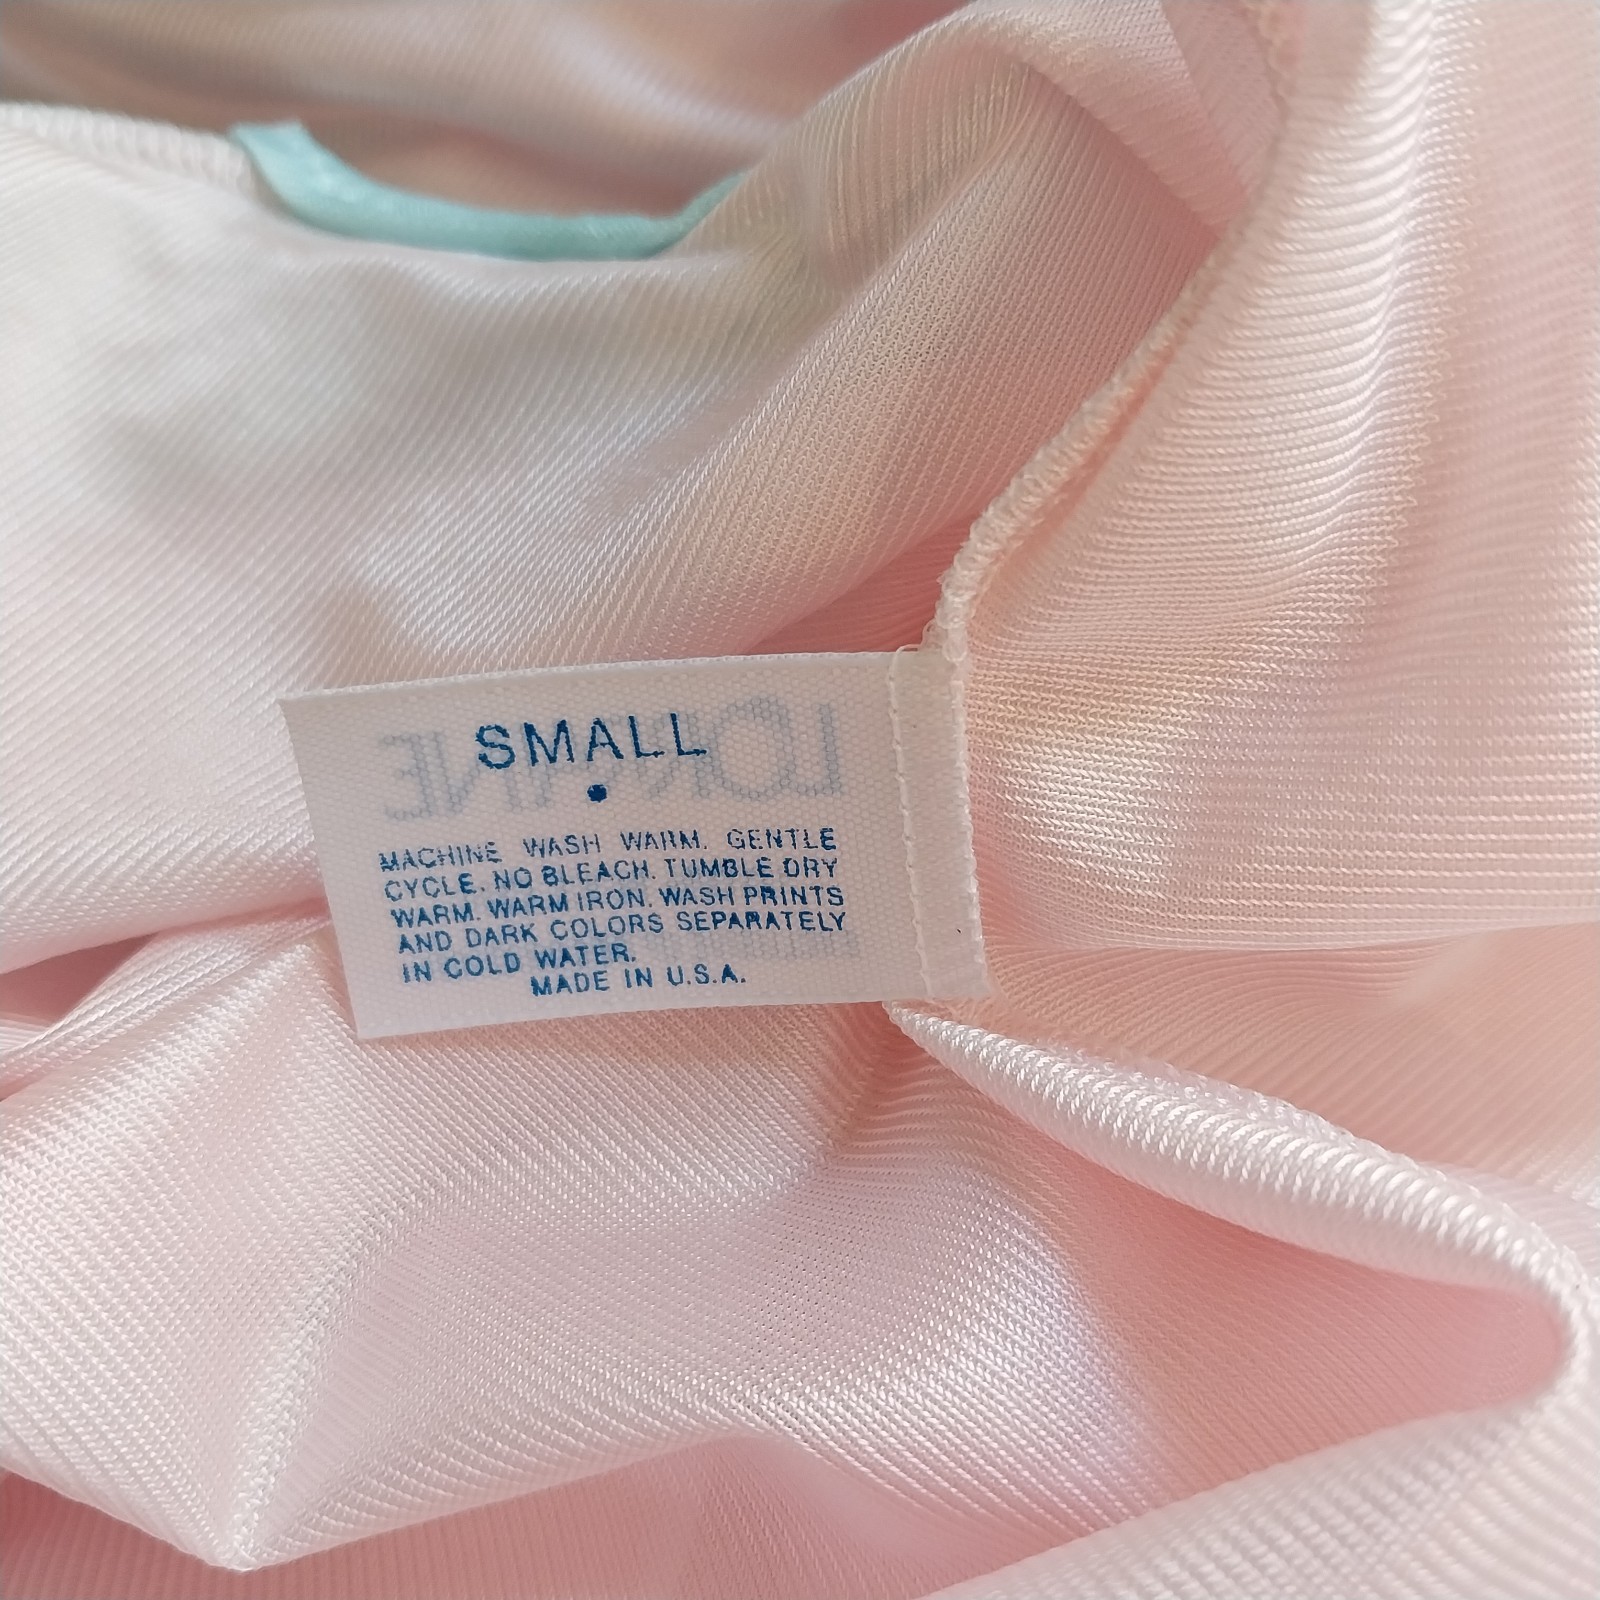 SMALL
MACHINE WASH WARM. GENTLE
CYCLE. NO BLEACH. TUMBLE DRY
WARM. WARM IRON. WASH PRINTS
AND DARK COLORS SEPARATELY
IN COLD WATER.
MADE IN U.S.A.